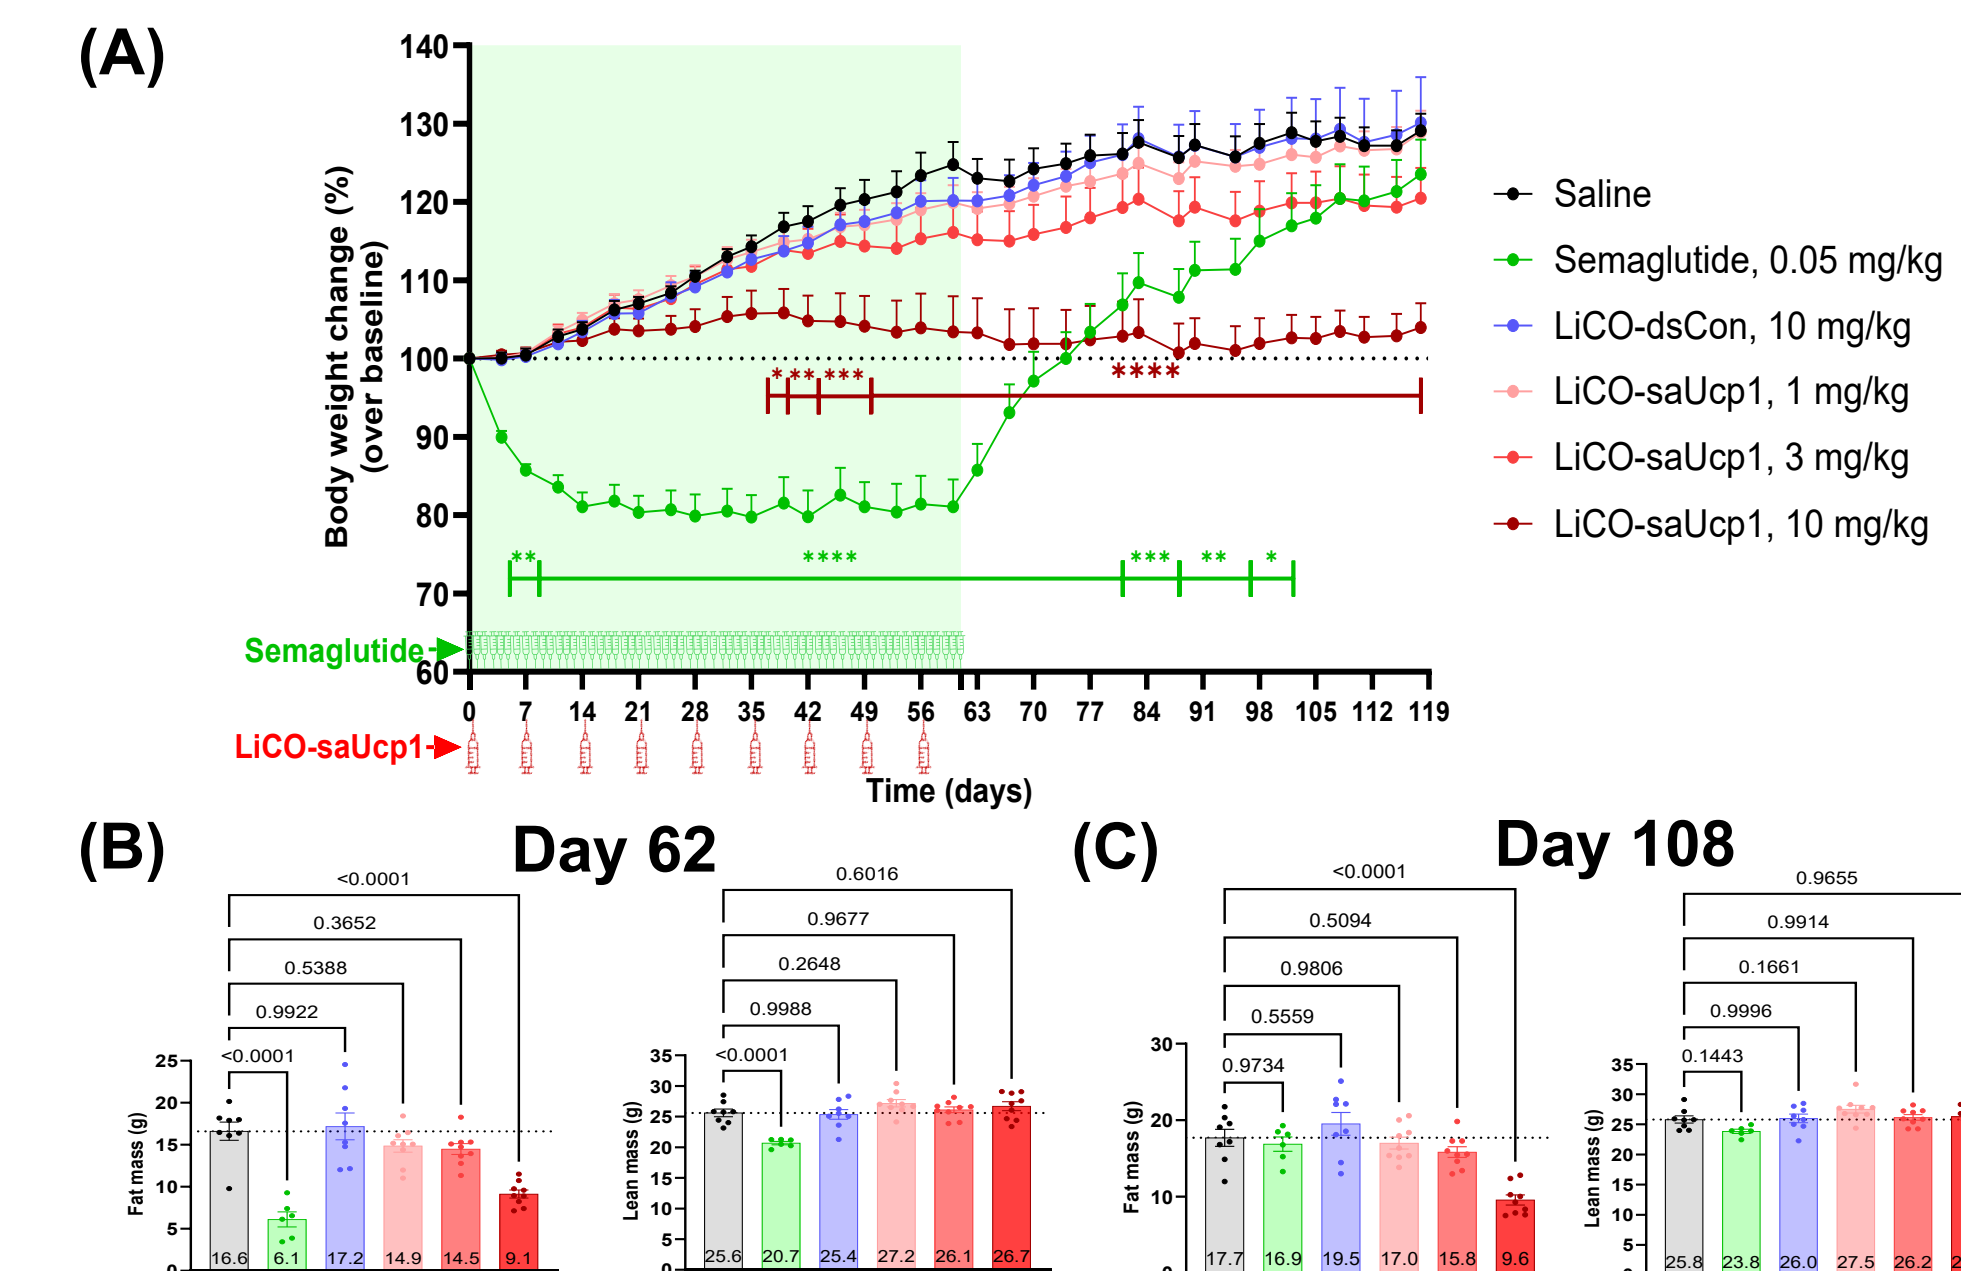 (A)
Body weight change (%)
(over baseline)
140
130
120
110
100
90
80
70
60
* ** *** ****
** **** *** ** *
Semaglutide
0 7 14 21 28 35 42 49 56 63 70 77 84 91 98 105 112 119
LiCO-saUcp1
Time (days)
Saline
Semaglutide, 0.05 mg/kg
LiCO-dsCon, 10 mg/kg
LiCO-saUcp1, 1 mg/kg
LiCO-saUcp1, 3 mg/kg
LiCO-saUcp1, 10 mg/kg
(B)
Day 62
<0.0001
0.3652
0.5388
0.9922
<0.0001
Fat mass (g)
25
20
15
10
5
0
16.6 6.1 17.2 14.9 14.5 9.1
0.6016
0.9677
0.2648
0.9988
<0.0001
Lean mass (g)
35
30
25
20
15
10
5
0
25.6 20.7 25.4 27.2 26.1 26.7
(C)
Day 108
<0.0001
0.5094
0.9806
0.5559
0.9734
Fat mass (g)
30
20
10
0
17.7 16.9 19.5 17.0 15.8 9.6
0.9655
0.9914
0.1661
0.9996
0.1443
Lean mass (g)
35
30
25
20
15
10
5
25.8 23.8 26.0 27.5 26.2